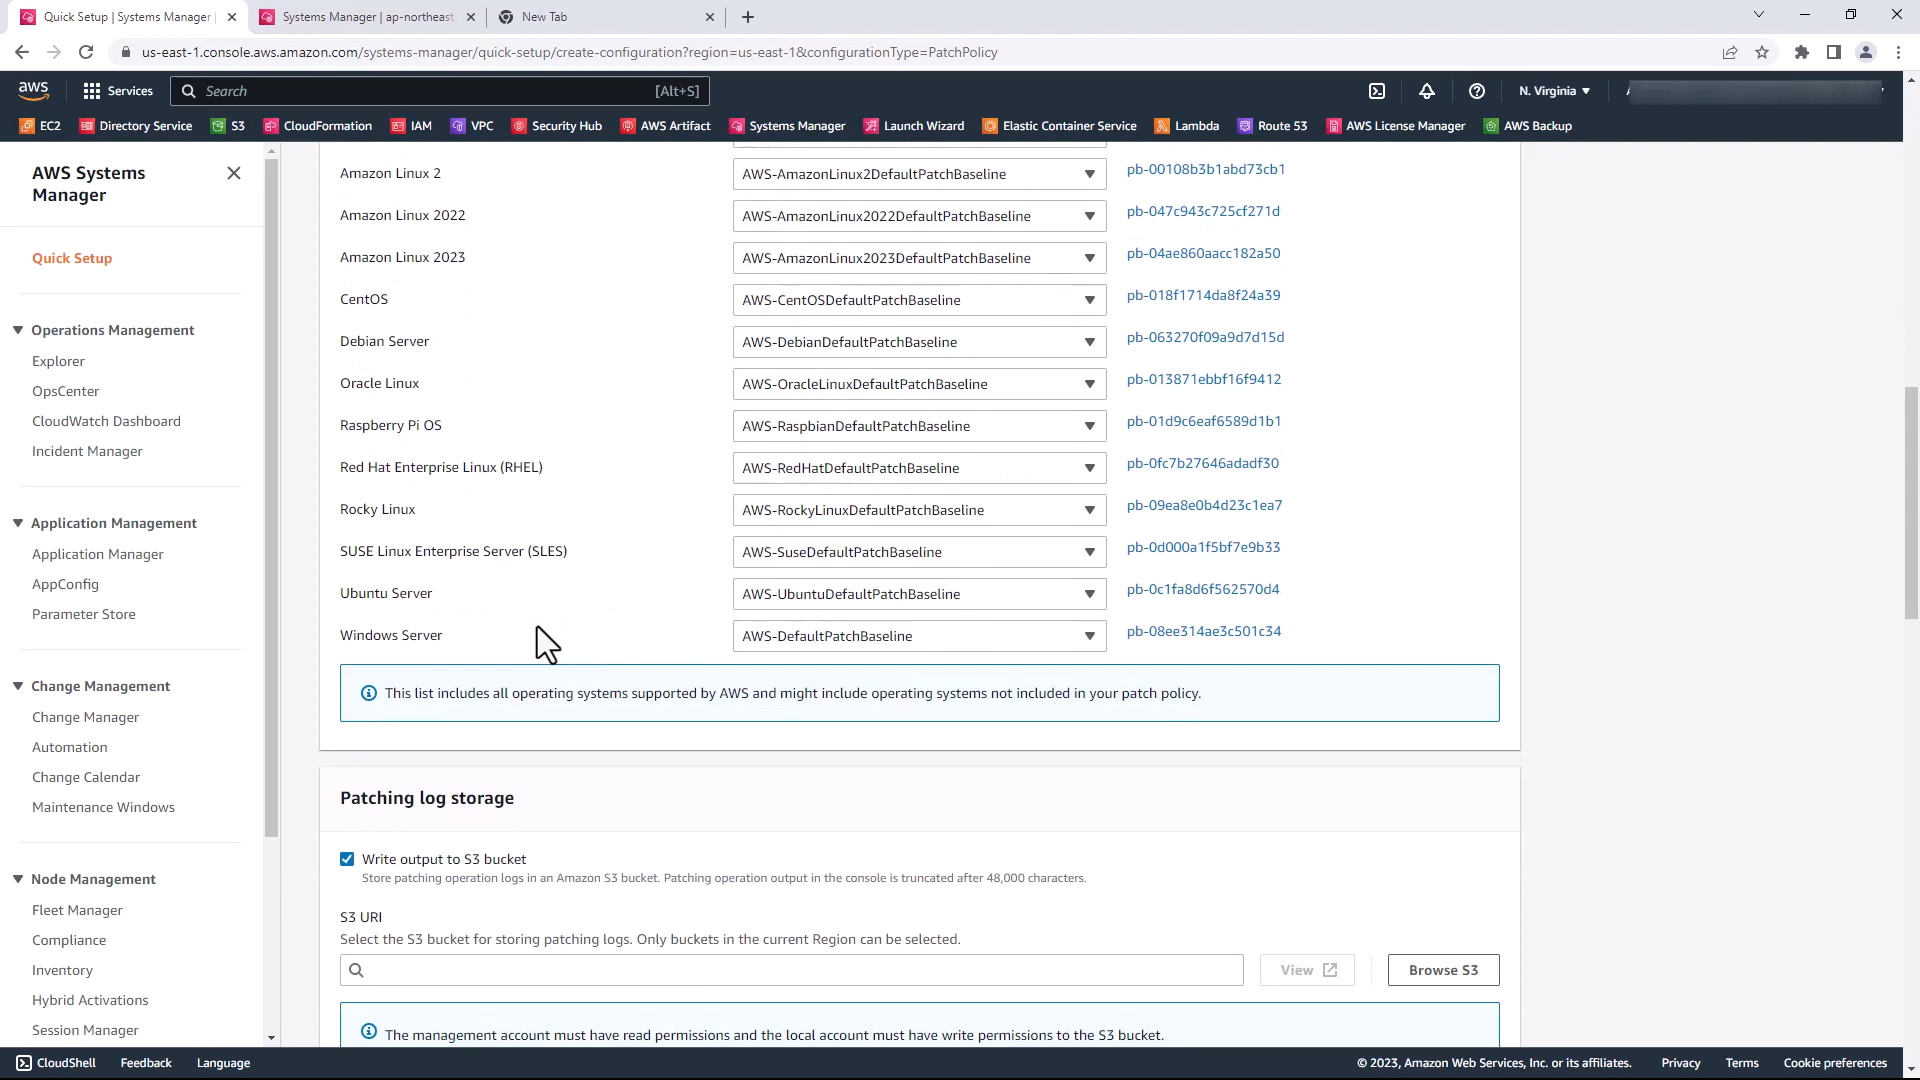 Quick Setup | Systems Manager
Systems Manager | ap-northeast-
New Tab
us-east-1.console.aws.amazon.com/systems-manager/quick-setup/create-configuration?region=us-east-1&configurationType=PatchPolicy
aws
Services
Search
[Alt+S]
N. Virginia
EC2
Directory Service
S3
CloudFormation
IAM
VPC
Security Hub
AWS Artifact
Systems Manager
Launch Wizard
Elastic Container Service
Lambda
Route 53
AWS License Manager
AWS Backup
AWS Systems
Manager
Quick Setup
Operations Management
Explorer
OpsCenter
CloudWatch Dashboard
Incident Manager
Application Management
Application Manager
AppConfig
Parameter Store
Change Management
Change Manager
Automation
Change Calendar
Maintenance Windows
Node Management
Fleet Manager
Compliance
Inventory
Hybrid Activations
Session Manager
Amazon Linux 2
AWS-AmazonLinux2DefaultPatchBaseline
pb-00108b3b1abd73cb1
Amazon Linux 2022
AWS-AmazonLinux2022DefaultPatchBaseline
pb-047c943c725cf271d
Amazon Linux 2023
AWS-AmazonLinux2023DefaultPatchBaseline
pb-04ae860aacc182a50
CentOS
AWS-CentOSDefaultPatchBaseline
pb-018f1714da8f24a39
Debian Server
AWS-DebianDefaultPatchBaseline
pb-063270f09a9d7d15d
Oracle Linux
AWS-OracleLinuxDefaultPatchBaseline
pb-013871ebbf16f9412
Raspberry Pi OS
AWS-RaspbianDefaultPatchBaseline
pb-01d9c6eaf6589d1b1
Red Hat Enterprise Linux (RHEL)
AWS-RedHatDefaultPatchBaseline
pb-0fc7b27646adadf30
Rocky Linux
AWS-RockyLinuxDefaultPatchBaseline
pb-09ea8e0b4d23c1ea7
SUSE Linux Enterprise Server (SLES)
AWS-SuseDefaultPatchBaseline
pb-0d000a1f5bf7e9b33
Ubuntu Server
AWS-UbuntuDefaultPatchBaseline
pb-0c1fa8d6f562570d4
Windows Server
AWS-DefaultPatchBaseline
pb-08ee314ae3c501c34
This list includes all operating systems supported by AWS and might include operating systems not included in your patch policy.
Patching log storage
Write output to S3 bucket
Store patching operation logs in an Amazon S3 bucket. Patching operation output in the console is truncated after 48,000 characters.
S3 URI
Select the S3 bucket for storing patching logs. Only buckets in the current Region can be selected.
View
Browse S3
The management account must have read permissions and the local account must have write permissions to the S3 bucket.
CloudShell
Feedback
Language
© 2023, Amazon Web Services, Inc. or its affiliates.
Privacy
Terms
Cookie preferences